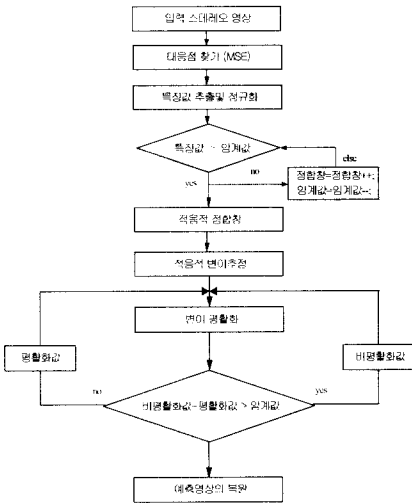 입력 스테레오 영상
대응점 찾기 (MSE)
특징값 추출및 정규화
특징값 > 임계값
else
no
yes
정합창=정합창++;
임계값=임계값--;
적응적 정합창
적응적 변이추정
변이 평활화
평활화값
비평활화값
no
yes
비평활화값-평활화값 > 임계값
예측영상의 복원